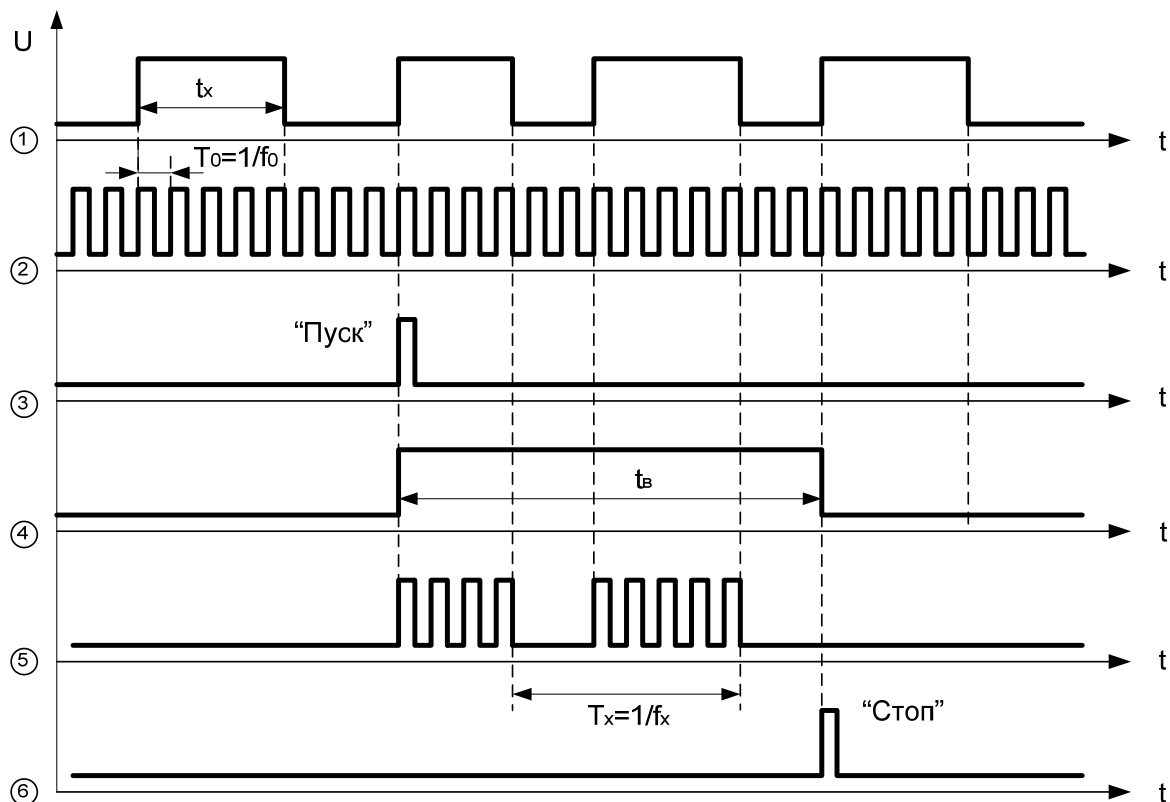 U
tx
① t
T0=1/f0
② t
“Пуск”
③ t
tв
④ t
⑤ t
Tx=1/fx
“Стоп”
⑥ t